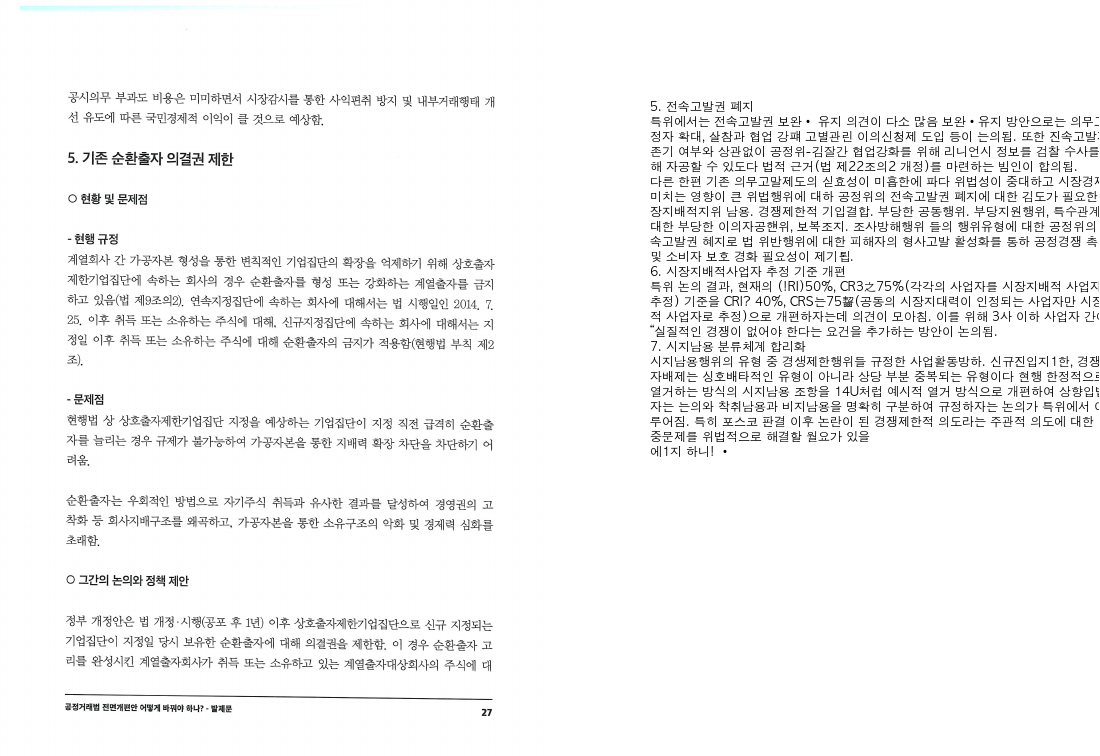 공시의무 부과도 비용은 미미하면서 시장감시를 통한 사익편취 방지 및 내부거래행태 개
선 유도에 따른 국민경제적 이익이 클 것으로 예상함.
5. 기존 순환출자 의결권 제한
○ 현황 및 문제점
- 현행 규정
계열회사 간 가공자본 형성을 통한 변칙적인 기업집단의 확장을 억제하기 위해 상호출자
제한기업집단에 속하는 회사의 경우 순환출자를 형성 또는 강화하는 계열출자를 금지
하고 있음(법 제9조의2). 연속지정집단에 속하는 회사에 대해서는 법 시행일인 2014. 7.
25. 이후 취득 또는 소유하는 주식에 대해, 신규지정집단에 속하는 회사에 대해서는 지
정일 이후 취득 또는 소유하는 주식에 대해 순환출자의 금지가 적용함(현행법 부칙 제2
조).
- 문제점
현행법 상 상호출자제한기업집단 지정을 예상하는 기업집단이 지정 직전 급격히 순환출
자를 늘리는 경우 규제가 불가능하여 가공자본을 통한 지배력 확장 차단을 차단하기 어
려움.
순환출자는 우회적인 방법으로 자기주식 취득과 유사한 결과를 달성하여 경영권의 고
착화 등 회사지배구조를 왜곡하고, 가공자본을 통한 소유구조의 악화 및 경제력 심화를
초래함.
○ 그간의 논의와 정책 제안
정부 개정안은 법 개정·시행(공포 후 1년) 이후 상호출자제한기업집단으로 신규 지정되는
기업집단이 지정일 당시 보유한 순환출자에 대해 의결권을 제한함. 이 경우 순환출자 고
리를 완성시킨 계열출자회사가 취득 또는 소유하고 있는 계열출자대상회사의 주식에 대
공정거래법 전면개편안 어떻게 바꿔야 하나? - 발제문
27
5. 전속고발권 폐지
특위에서는 전속고발권 보완 • 유지 의견이 다소 많음 보완 • 유지 방안으로는 의무고
정자 확대, 살참과 협업 강패 고별관린 이의신청제 도입 등이 논의됨. 또한 진속고발
존기 여부와 상관없이 공정위-김잘간 협업강화를 위해 리니언시 정보를 검찰 수사를
해 자공할 수 있도다 법적 근거(법 제22조의2 개정)를 마련하는 빔인이 합의됨.
다른 한편 기존 의무고말제도의 싣효성이 미흡한에 파다 위법성이 중대하고 시장경제
미치는 영향이 큰 위법행위에 대하 공정위의 전속고발권 폐지에 대한 김도가 필요한
장지배적지위 남용. 경쟁제한적 기입결합. 부당한 공동행위. 부당지원행위, 특수관계
대한 부당한 이의자공핸위, 보복조지. 조사방해행위 들의 행위유형에 대한 공정위의
속고발권 혜지로 법 위반행위에 대한 피해자의 형사고발 활성화를 통하 공정경쟁 촉
및 소비자 보호 경화 필요성이 제기됨.
6. 시장지배적사업자 추정 기준 개편
특위 논의 결과, 현재의 (!RI)50%, CR3之75%(각각의 사업자를 시장지배적 사업자
추정) 기준을 CRI? 40%, CRS는75%(공동의 시장지대력이 인정되는 사업자만 시장
적 사업자로 추정)으로 개편하자는데 의견이 모아침. 이를 위해 3사 이하 사업자 간
“실질적인 경쟁이 없어야 한다는 요건을 추가하는 방안이 논의됨.
7. 시지남용 분류체계 합리화
시지남용행위의 유형 중 경생제한행위들 규정한 사업활동방하. 신규진입지1한, 경쟁
자배제는 싱호배타적인 유형이 아니라 상당 부분 중복되는 유형이다 현행 한정적으로
열거하는 방식의 시지남용 조항을 14U처럼 예시적 열거 방식으로 개편하여 상향입법
자는 논의와 착취남용과 비지남용을 명확히 구분하여 규정하자는 논의가 특위에서
루어짐. 특히 포스코 판결 이후 논란이 된 경쟁제한적 의도라는 주관적 의도에 대한
중문제를 위법적으로 해결할 월요가 있을
에1지 하니! •